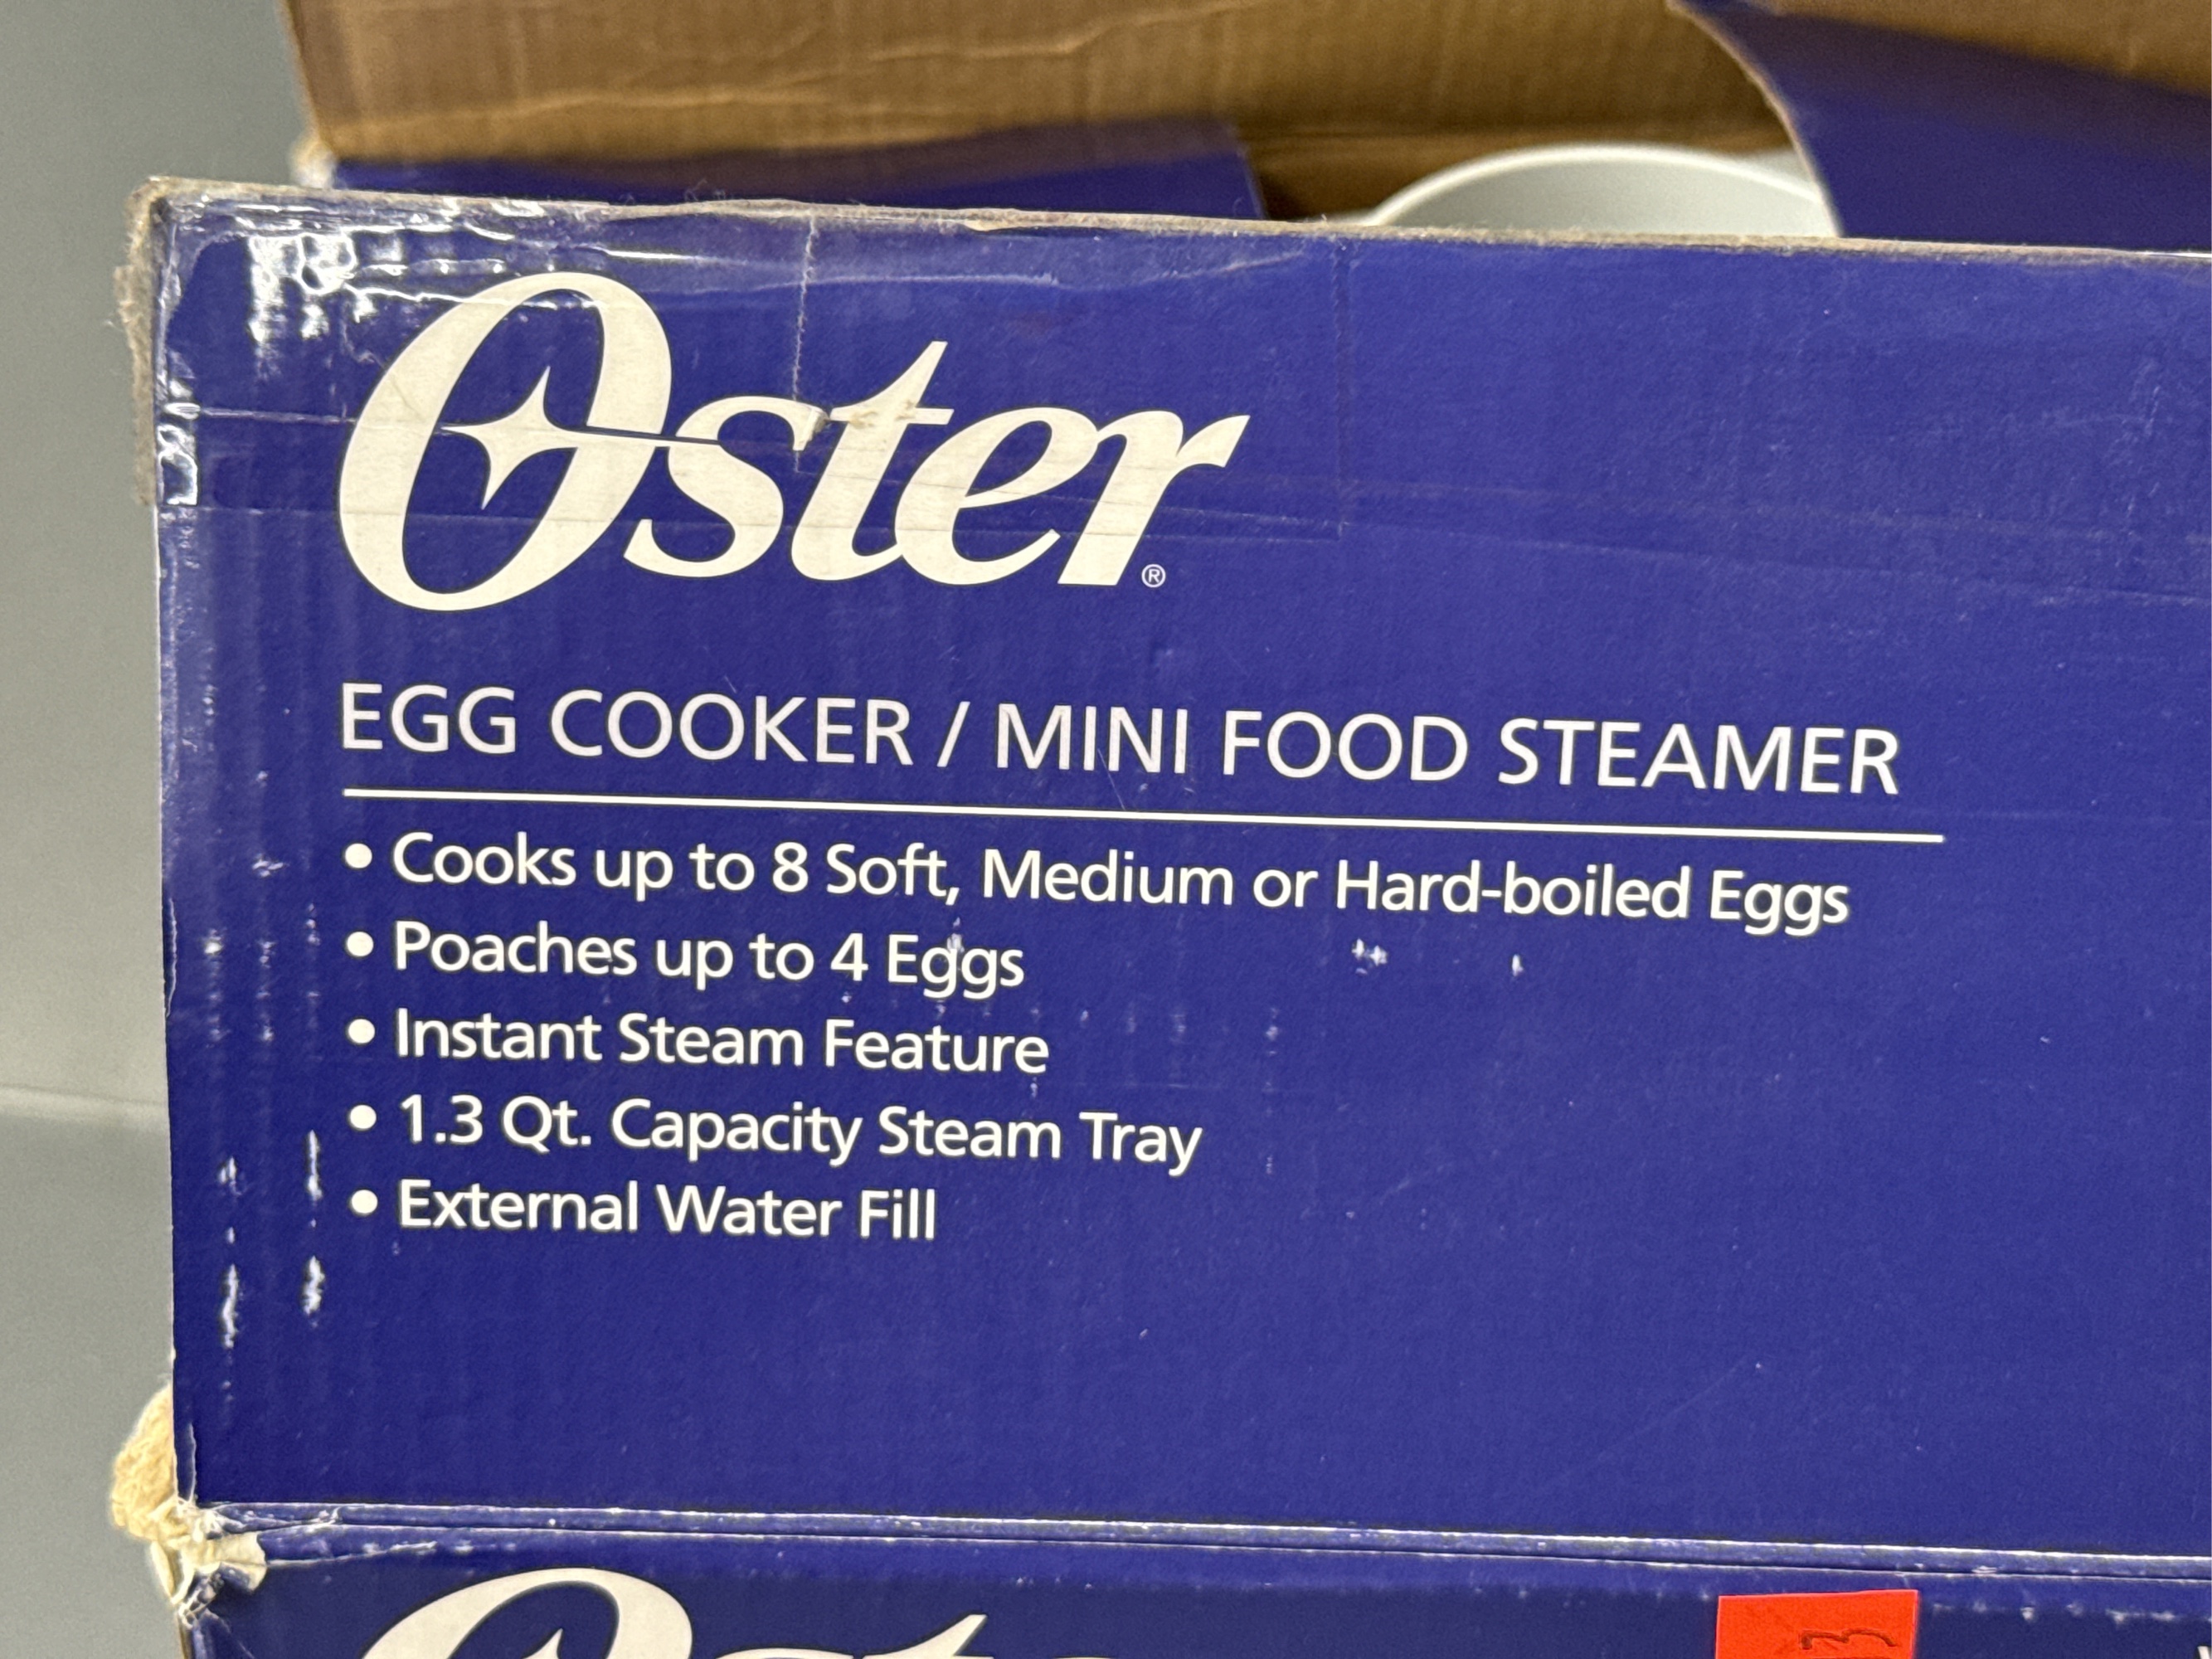 Oster®
EGG COOKER / MINI FOOD STEAMER
• Cooks up to 8 Soft, Medium or Hard-boiled Eggs
• Poaches up to 4 Eggs
• Instant Steam Feature
• 1.3 Qt. Capacity Steam Tray
• External Water Fill
Oster